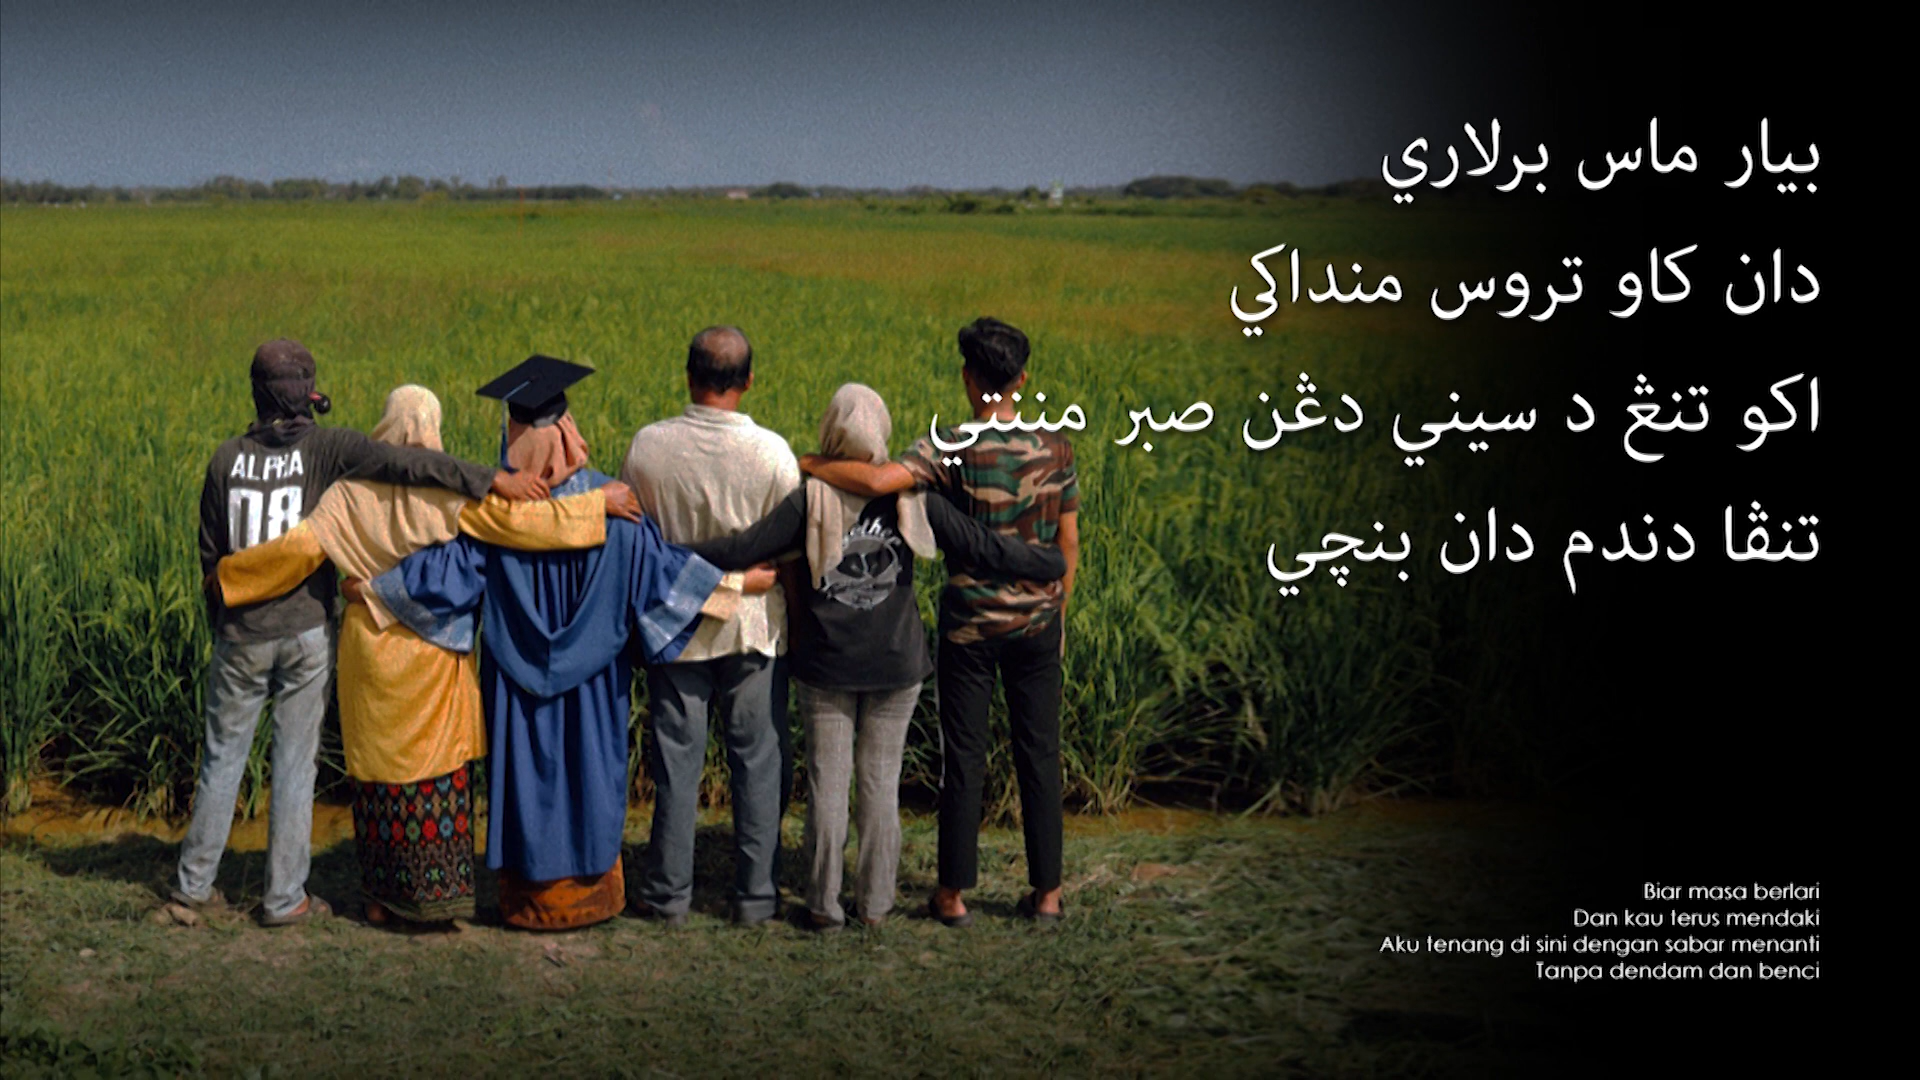 بيار ماس برلاري
دان کاو تروس منداکي
اکو تنڠ د سيني دڠن صبر مننتي
تنڤا دندم دان بنچي
ALPHA
08
Biar masa berlari
Dan kau terus mendaki
Aku tenang di sini dengan sabar menanti
Tanpa dendam dan benci